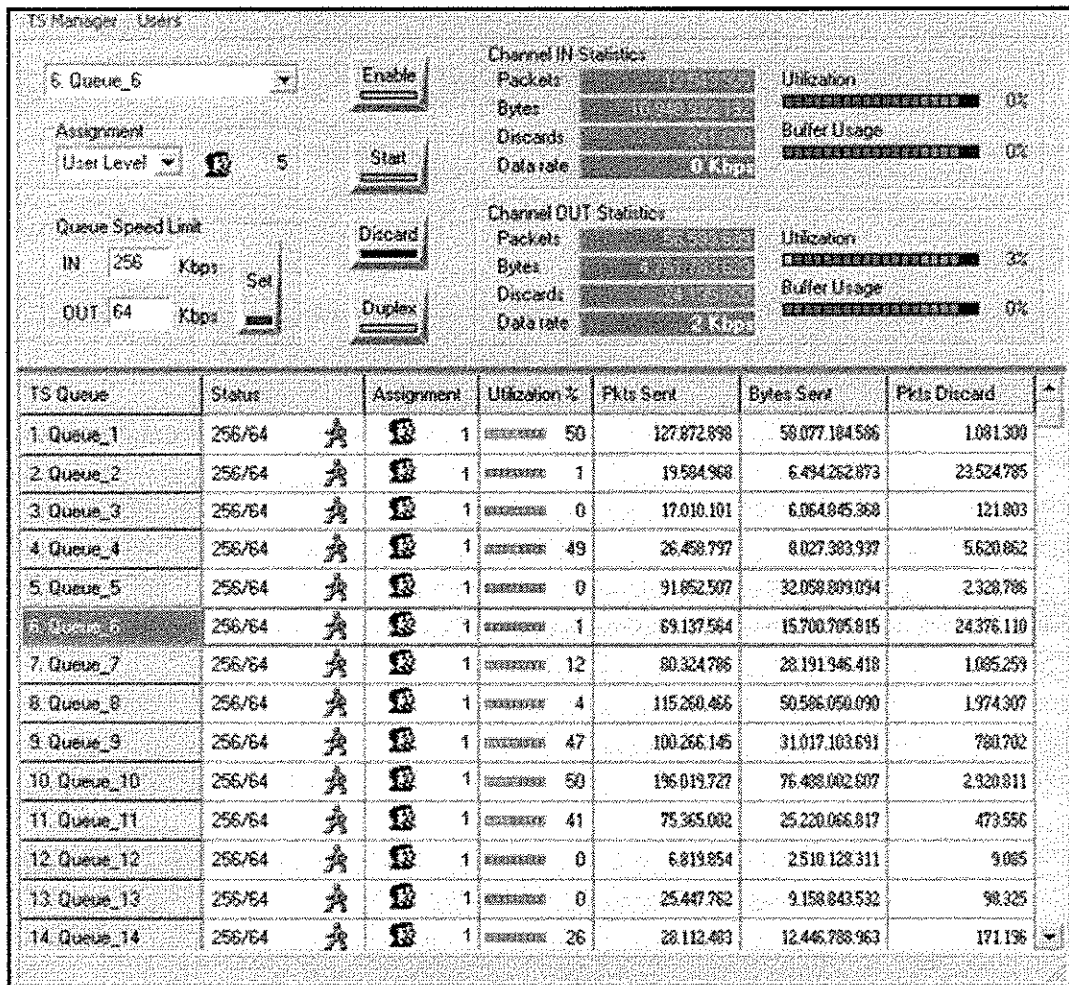 TS Manager Users
6. Queue_6
Enable
Assignment
User Level 5
Start
Queue Speed Limit
IN 256 Kbps
OUT 64 Kbps
Set
Discard
Duplex
Channel IN Statistics
Packets
Bytes
Discards
Data rate 0 Kbps
Utilization
0%
Buffer Usage
0%
Channel OUT Statistics
Packets
Bytes
Discards
Data rate 2 Kbps
Utilization
3%
Buffer Usage
0%
TS Queue Status Assignment Utilization % Pkts Sent Bytes Sent Pkts Discard
1. Queue_1 256/64 1 50 127.872.898 58.077.184.586 1.081.300
2. Queue_2 256/64 1 1 19.584.968 6.494.262.873 23.524.785
3. Queue_3 256/64 1 0 17.010.101 6.064.845.368 121.803
4. Queue_4 256/64 1 49 26.458.797 8.027.383.937 5.620.862
5. Queue_5 256/64 1 0 91.852.507 32.058.809.094 2.328.786
6. Queue_6 256/64 1 1 69.137.564 15.700.705.815 24.376.110
7. Queue_7 256/64 1 12 80.324.786 28.191.946.418 1.085.259
8. Queue_8 256/64 1 4 115.260.466 50.586.050.090 1.974.307
9. Queue_9 256/64 1 47 100.266.145 31.017.103.691 780.702
10. Queue_10 256/64 1 50 196.019.727 76.488.002.807 2.920.811
11. Queue_11 256/64 1 41 75.365.002 25.220.066.817 473.556
12. Queue_12 256/64 1 0 6.819.854 2.518.128.311 9.085
13. Queue_13 256/64 1 0 25.447.762 9.158.843.532 98.325
14. Queue_14 256/64 1 26 28.112.483 12.446.788.963 171.196